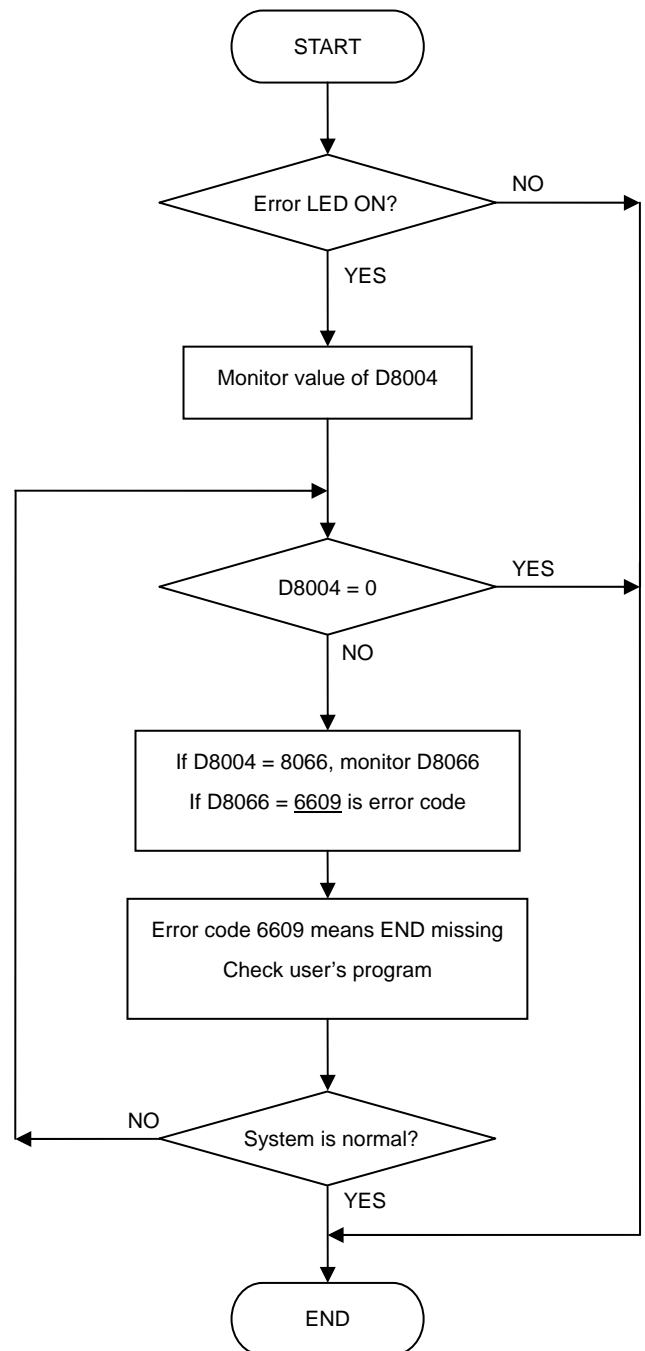 START
Error LED ON?
NO
YES
Monitor value of D8004
D8004 = 0
YES
NO
If D8004 = 8066, monitor D8066
If D8066 = 6609 is error code
Error code 6609 means END missing
Check user’s program
NO
System is normal?
YES
END